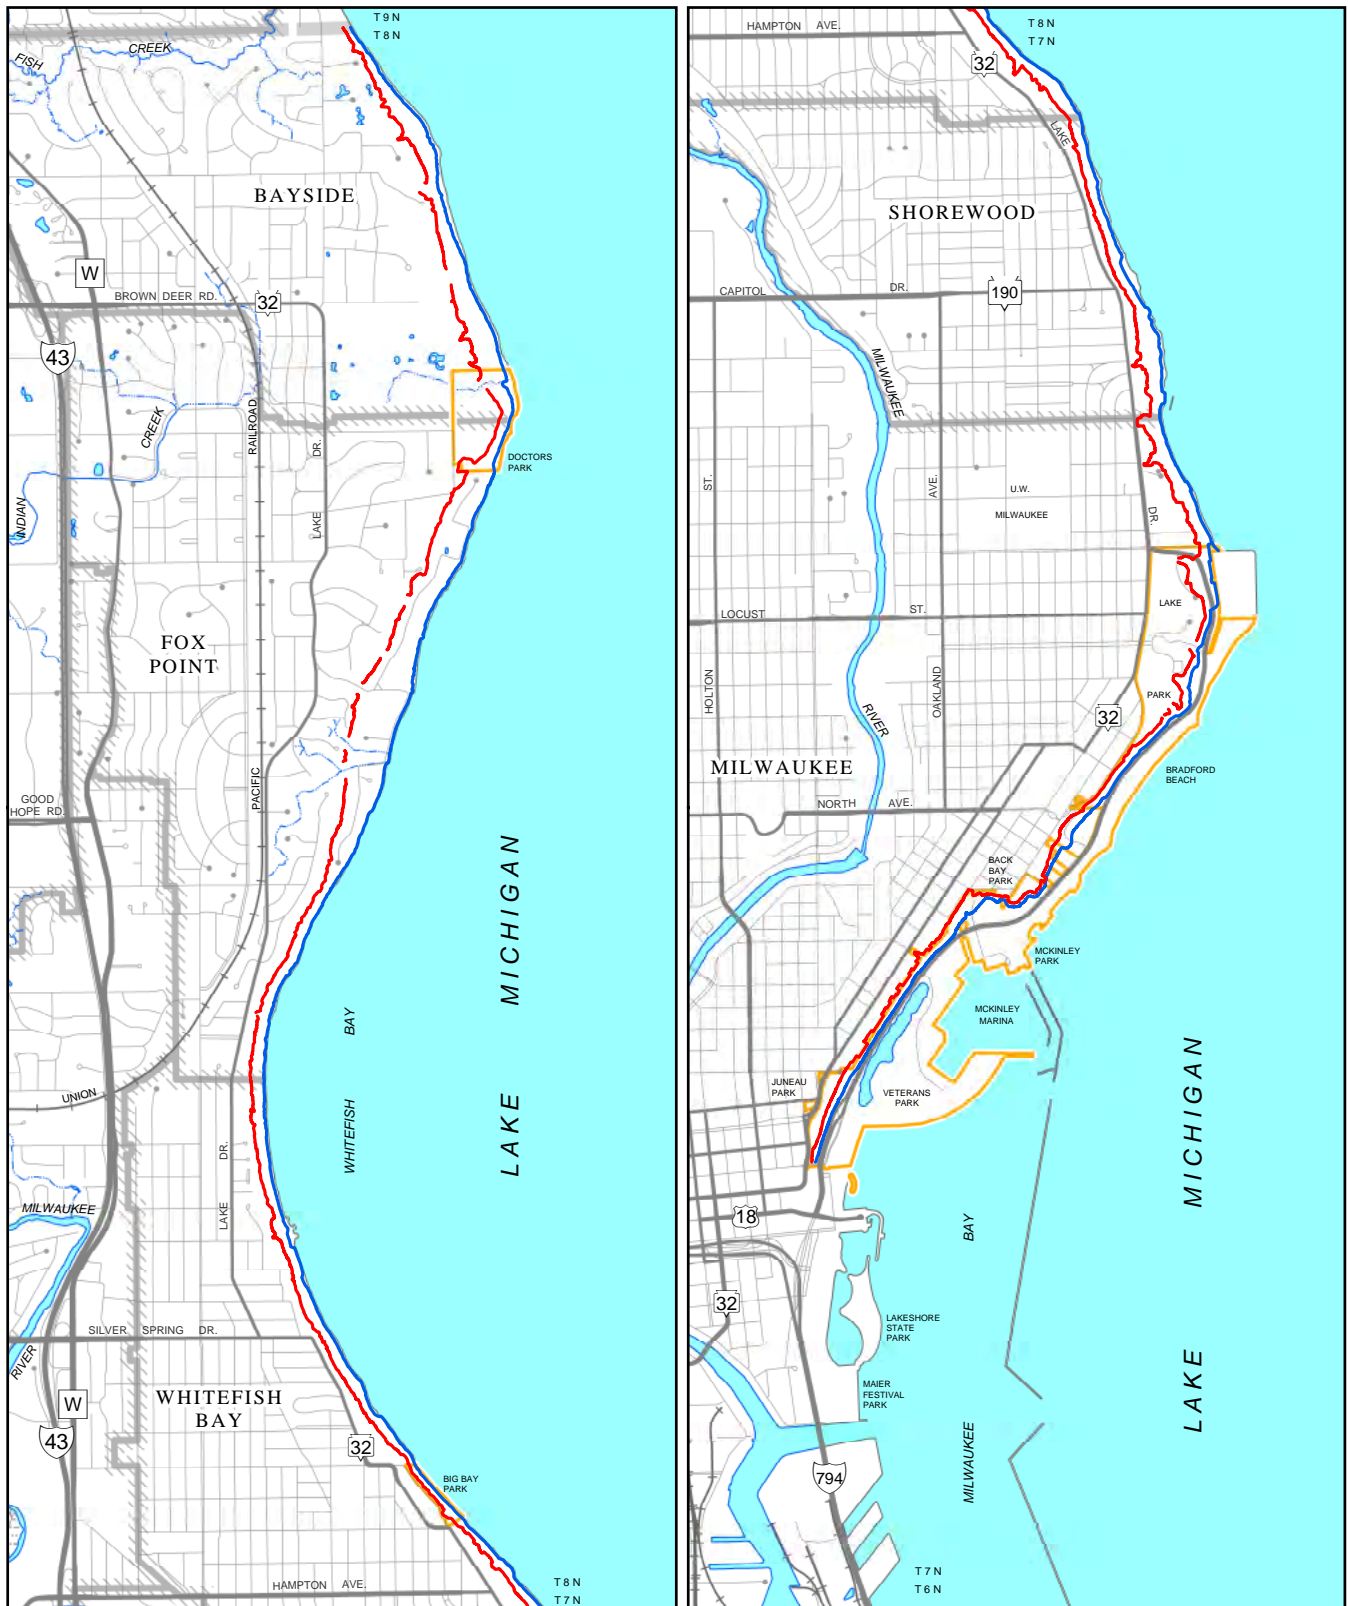 T9N
T8N
CREEK
FISH
BAYSIDE
W
BROWN DEER RD.
32
43
CREEK
RAILROAD
DR.
DOCTORS
PARK
INDIAN
LAKE
FOX
POINT
PACIFIC
GOOD
HOPE RD.
LAKE MICHIGAN
WHITEFISH BAY
UNION
LAKE DR.
MILWAUKEE
RIVER
SILVER SPRING DR.
W
WHITEFISH
BAY
43
32
BIG BAY
PARK
HAMPTON AVE.
T8N
T7N
HAMPTON AVE.
T8N
T7N
32
LAKE
SHOREWOOD
CAPITOL DR.
190
MILWAUKEE
ST.
AVE.
U.W.
MILWAUKEE
DR.
LAKE
LOCUST ST.
HOLTON
OAKLAND
PARK
RIVER
32
MILWAUKEE
BRADFORD
BEACH
NORTH AVE.
BACK
BAY
PARK
MCKINLEY
PARK
MCKINLEY
MARINA
JUNEAU
PARK
VETERANS
PARK
LAKE MICHIGAN
18
MILWAUKEE BAY
32
LAKESHORE
STATE
PARK
MAIER
FESTIVAL
PARK
794
T7N
T6N